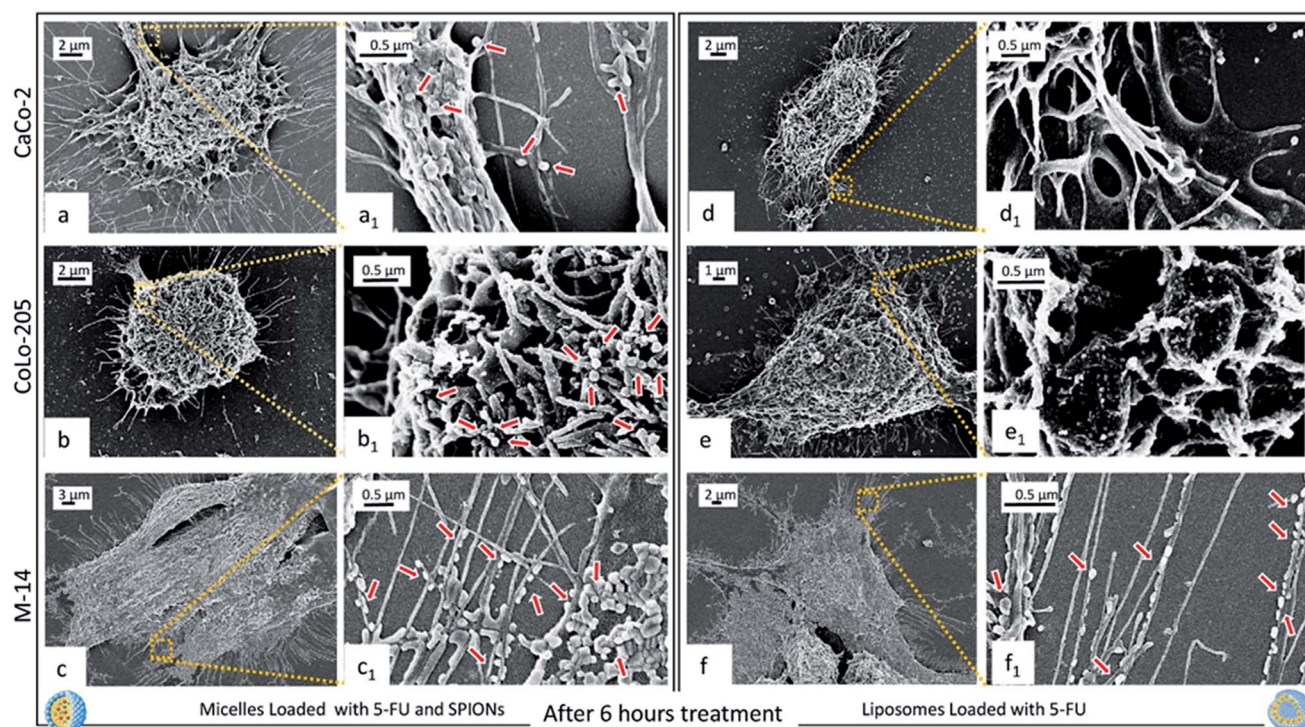 CaCo-2
2 µm
a
0.5 µm
a₁
2 µm
d
0.5 µm
d₁
CoLo-205
2 µm
b
0.5 µm
b₁
1 µm
e
0.5 µm
e₁
M-14
3 µm
c
0.5 µm
c₁
2 µm
f
0.5 µm
f₁
Micelles Loaded with 5-FU and SPIONs
After 6 hours treatment
Liposomes Loaded with 5-FU